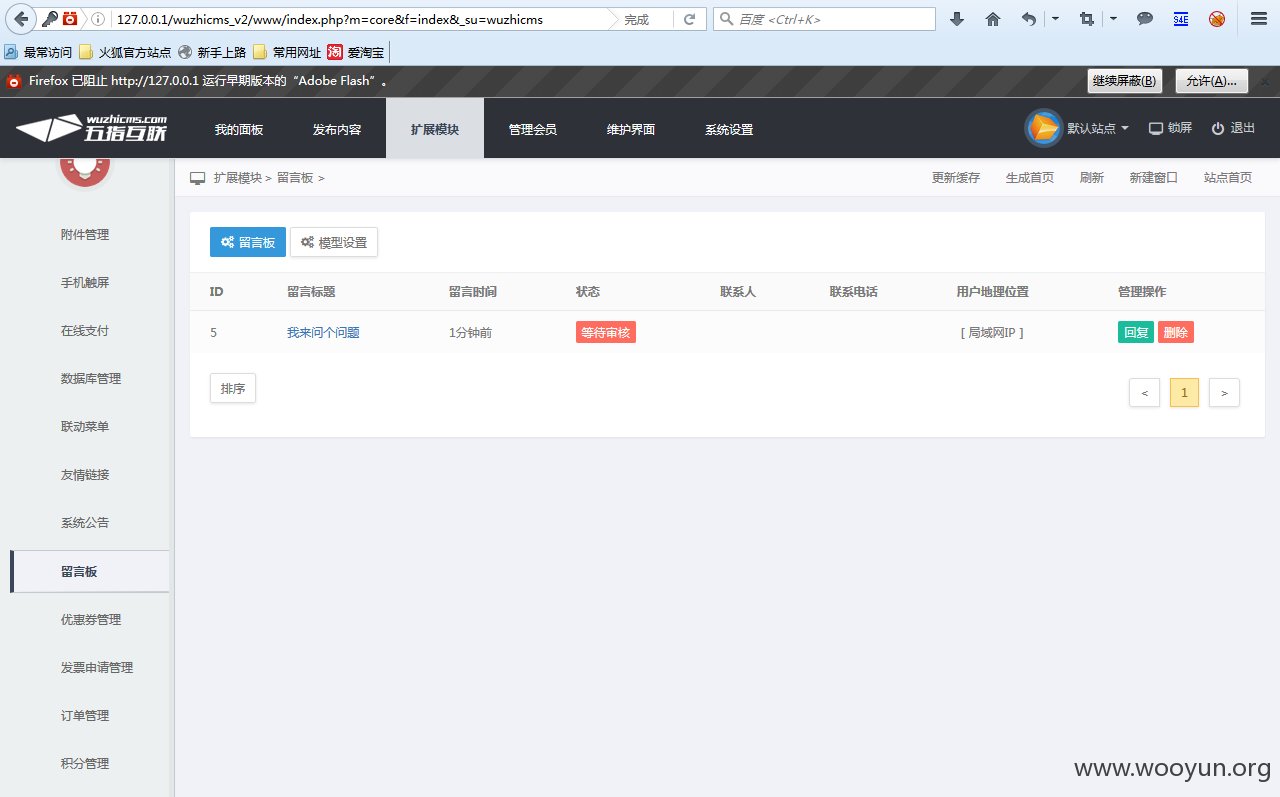 127.0.0.1/wuzhicms_v2/www/index.php?m=core&f=index&_su=wuzhicms 完成 百度 <Ctrl+K> S4E
最常访问 火狐官方站点 新手上路 常用网址 淘 爱淘宝
Firefox 已阻止 http://127.0.0.1 运行早期版本的“Adobe Flash”。 继续屏蔽(B) 允许(A)...
wuzhicms.com
五指互联 我的面板 发布内容 扩展模块 管理会员 维护界面 系统设置 默认站点 锁屏 退出
扩展模块 > 留言板 > 更新缓存 生成首页 刷新 新建窗口 站点首页
附件管理
手机触屏
在线支付
数据库管理
联动菜单
友情链接
系统公告
留言板
优惠券管理
发票申请管理
订单管理
积分管理
留言板 模型设置
ID 留言标题 留言时间 状态 联系人 联系电话 用户地理位置 管理操作
5 我来问个问题 1分钟前 等待审核 [ 局域网IP ] 回复 删除
排序 < 1 >
www.wooyun.org